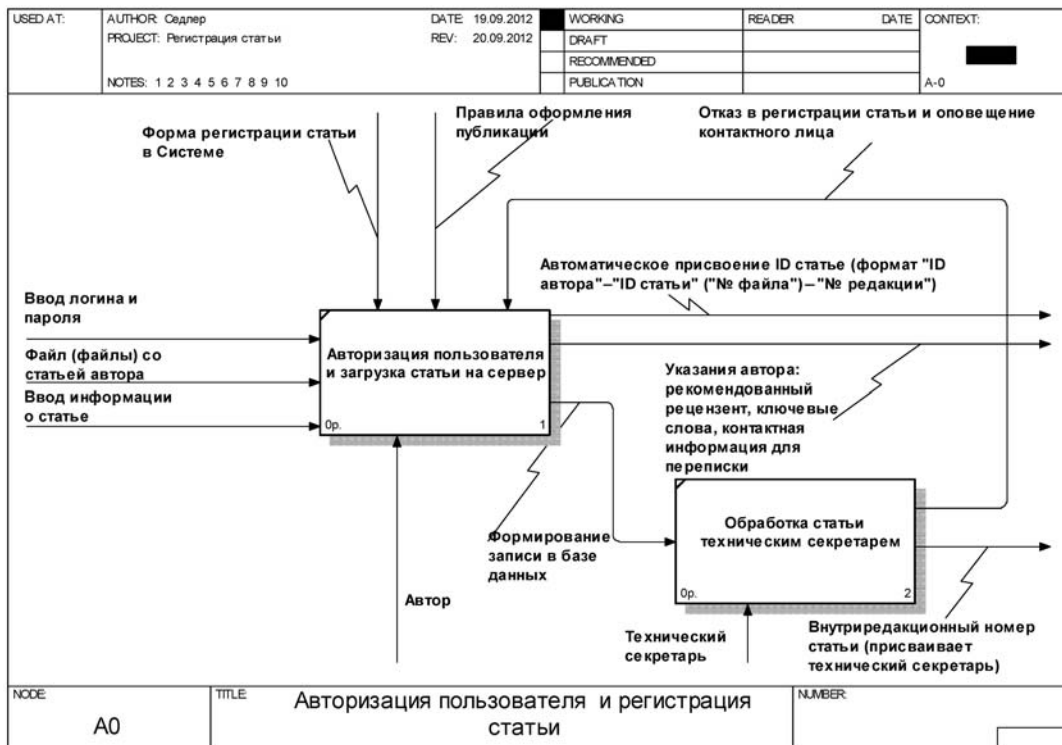 USED AT:
AUTHOR: Седлер
DATE: 19.09.2012
PROJECT: Регистрация статьи
REV: 20.09.2012
NOTES: 1 2 3 4 5 6 7 8 9 10
WORKING
DRAFT
RECOMMENDED
PUBLICATION
READER
DATE
CONTEXT:
A-0
Форма регистрации статьи
в Системе
Правила оформления
публикации
Отказ в регистрации статьи и оповещение
контактного лица
Автоматическое присвоение ID статье (формат "ID
автора"–"ID статьи" ("№ файла")–"№ редакции")
Ввод логина и
пароля
Файл (файлы) со
статьей автора
Ввод информации
о статье
Авторизация пользователя
и загрузка статьи на сервер
0р.
1
Указания автора:
рекомендованный
рецензент, ключевые
слова, контактная
информация для
переписки
Формирование
записи в базе
данных
Обработка статьи
техническим секретарем
0р.
2
Автор
Технический
секретарь
Внутриредакционный номер
статьи (присваивает
технический секретарь)
NODE:
A0
TITLE:
Авторизация пользователя и регистрация
статьи
NUMBER: